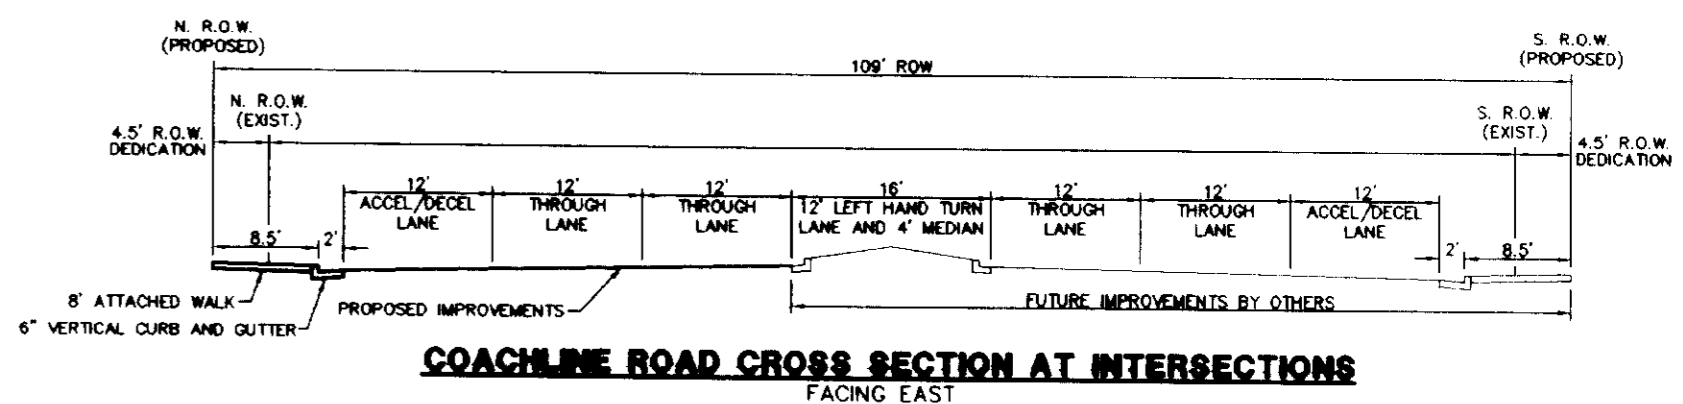 N. R.O.W.
(PROPOSED)
S. R.O.W.
(PROPOSED)
109' ROW
N. R.O.W.
(EXIST.)
S. R.O.W.
(EXIST.)
4.5' R.O.W.
DEDICATION
4.5' R.O.W.
DEDICATION
12'
ACCEL/DECEL
LANE
12'
THROUGH
LANE
12'
THROUGH
LANE
16'
12' LEFT HAND TURN
LANE AND 4' MEDIAN
12'
THROUGH
LANE
12'
THROUGH
LANE
12'
ACCEL/DECEL
LANE
8.5'
2'
2'
8.5'
8' ATTACHED WALK
6" VERTICAL CURB AND GUTTER
PROPOSED IMPROVEMENTS
FUTURE IMPROVEMENTS BY OTHERS
COACHLINE ROAD CROSS SECTION AT INTERSECTIONS
FACING EAST